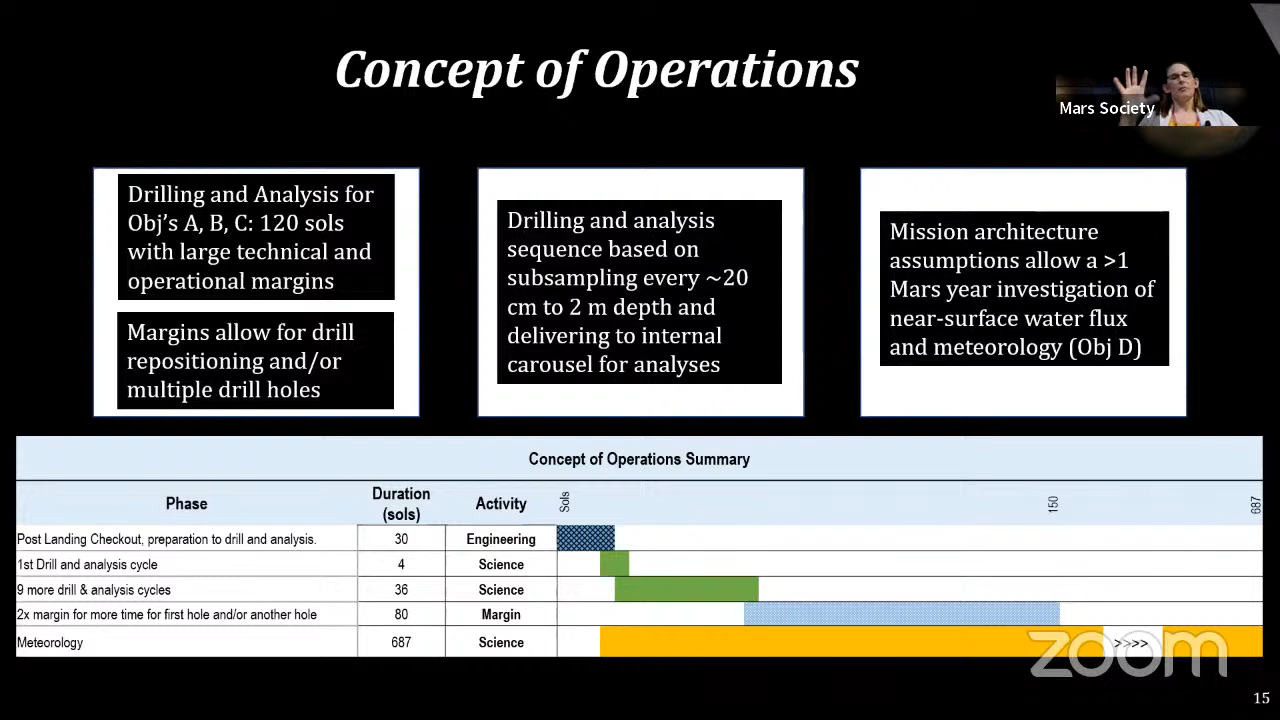 Concept of Operations
Mars Society
Drilling and Analysis for
Obj's A, B, C: 120 sols
with large technical and
operational margins
Margins allow for drill
repositioning and/or
multiple drill holes
Drilling and analysis
sequence based on
subsampling every ~20
cm to 2 m depth and
delivering to internal
carousel for analyses
Mission architecture
assumptions allow a >1
Mars year investigation of
near-surface water flux
and meteorology (Obj D)
Concept of Operations Summary
Phase Duration (sols) Activity Sols 150 687
Post Landing Checkout, preparation to drill and analysis. 30 Engineering
1st Drill and analysis cycle 4 Science
9 more drill & analysis cycles 36 Science
2x margin for more time for first hole and/or another hole 80 Margin
Meteorology 687 Science >>>>
zoom
15